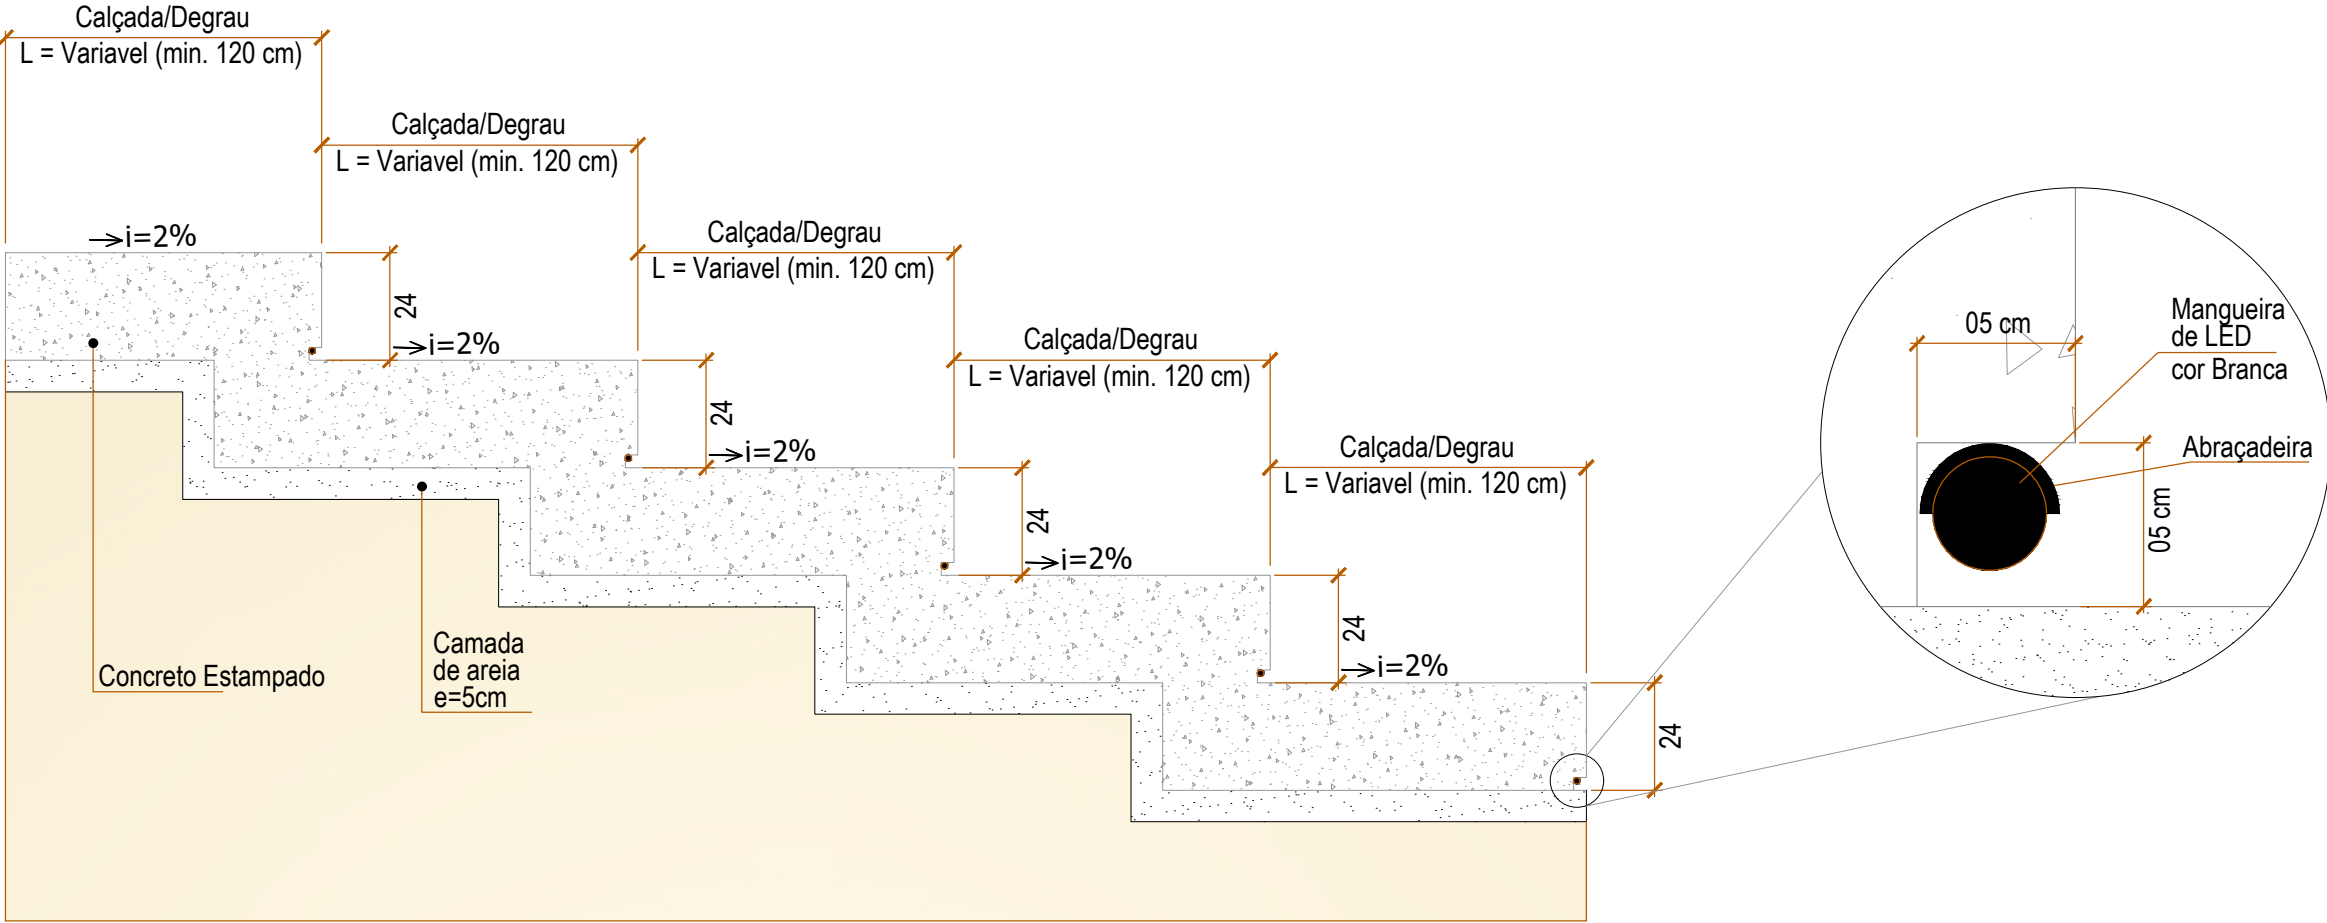 Calçada/Degrau
L = Variavel (min. 120 cm)
Calçada/Degrau
L = Variavel (min. 120 cm)
Calçada/Degrau
L = Variavel (min. 120 cm)
Calçada/Degrau
L = Variavel (min. 120 cm)
Calçada/Degrau
L = Variavel (min. 120 cm)
i=2%
24
i=2%
24
i=2%
24
i=2%
24
i=2%
24
Concreto Estampado
Camada
de areia
e=5cm
05 cm
Mangueira
de LED
cor Branca
Abraçadeira
05 cm